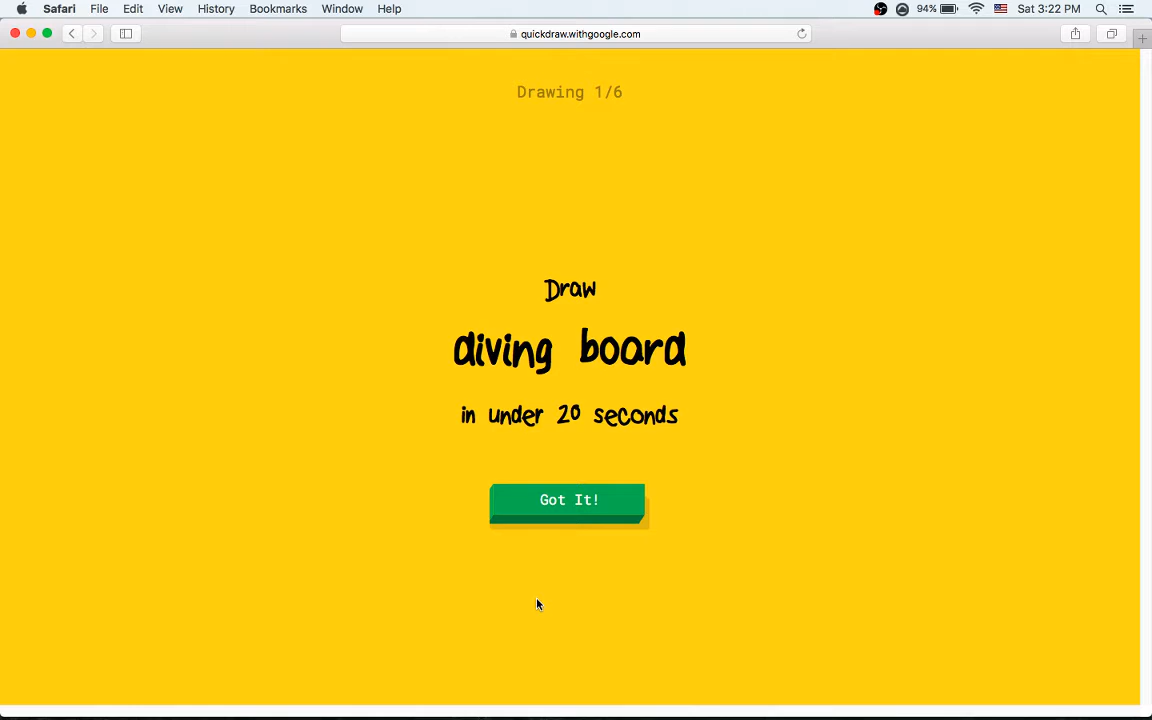 Safari File Edit View History Bookmarks Window Help 94% Sat 3:22 PM
quickdraw.withgoogle.com
Drawing 1/6
Draw
diving board
in under 20 seconds
Got It!